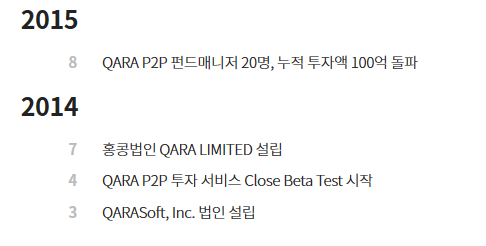 2015
8 QARA P2P 펀드매니저 20명, 누적 투자액 100억 돌파
2014
7 홍콩법인 QARA LIMITED 설립
4 QARA P2P 투자 서비스 Close Beta Test 시작
3 QARASoft, Inc. 법인 설립